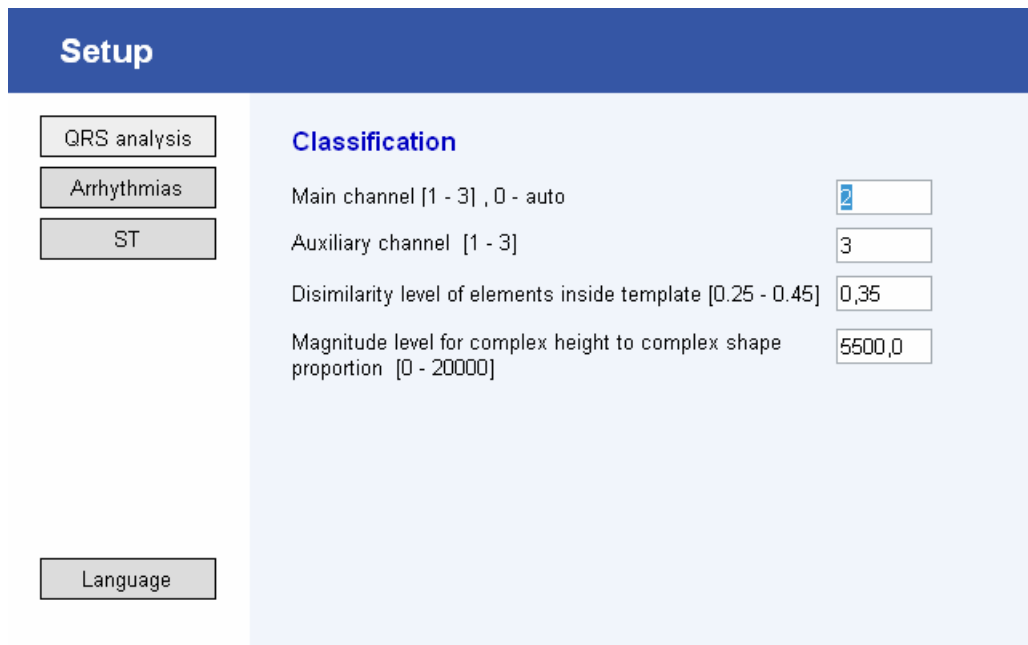 Setup
QRS analysis
Arrhythmias
ST
Language
Classification
Main channel [1 - 3] , 0 - auto
2
Auxiliary channel [1 - 3]
3
Disimilarity level of elements inside template [0.25 - 0.45]
0,35
Magnitude level for complex height to complex shape
proportion [0 - 20000]
5500,0